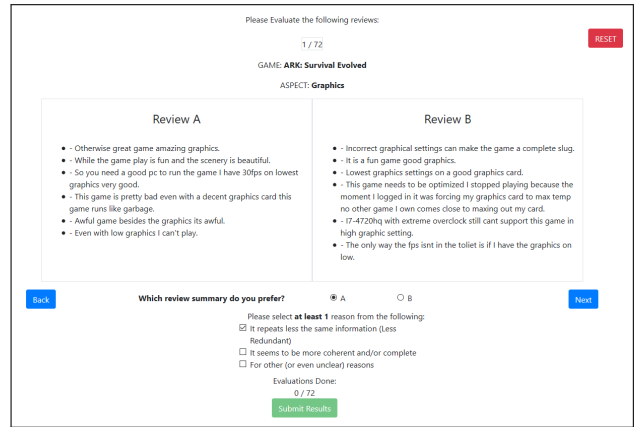 Please Evaluate the following reviews:
1 / 72
RESET
GAME: ARK: Survival Evolved
ASPECT: Graphics
Review A
- Otherwise great game amazing graphics.
- While the game play is fun and the scenery is beautiful.
- So you need a good pc to run the game I have 30fps on lowest
graphics very good.
- This game is pretty bad even with a decent graphics card this
game runs like garbage.
- Awful game besides the graphics its awful.
- Even with low graphics I can't play.
Review B
- Incorrect graphical settings can make the game a complete slug.
- It is a fun game good graphics.
- Lowest graphics settings on a good graphics card.
- This game needs to be optimized I stopped playing because the
moment I logged in it was forcing my graphics card to max temp
no other game I own comes close to maxing out my card.
- I7-4720hq with extreme overclock still cant support this game in
high graphic setting.
- The only way the fps isnt in the toliet is if I have the graphics on
low.
Back
Which review summary do you prefer?
A
B
Next
Please select at least 1 reason from the following:
It repeats less the same information (Less
Redundant)
It seems to be more coherent and/or complete
For other (or even unclear) reasons
Evaluations Done:
0 / 72
Submit Results